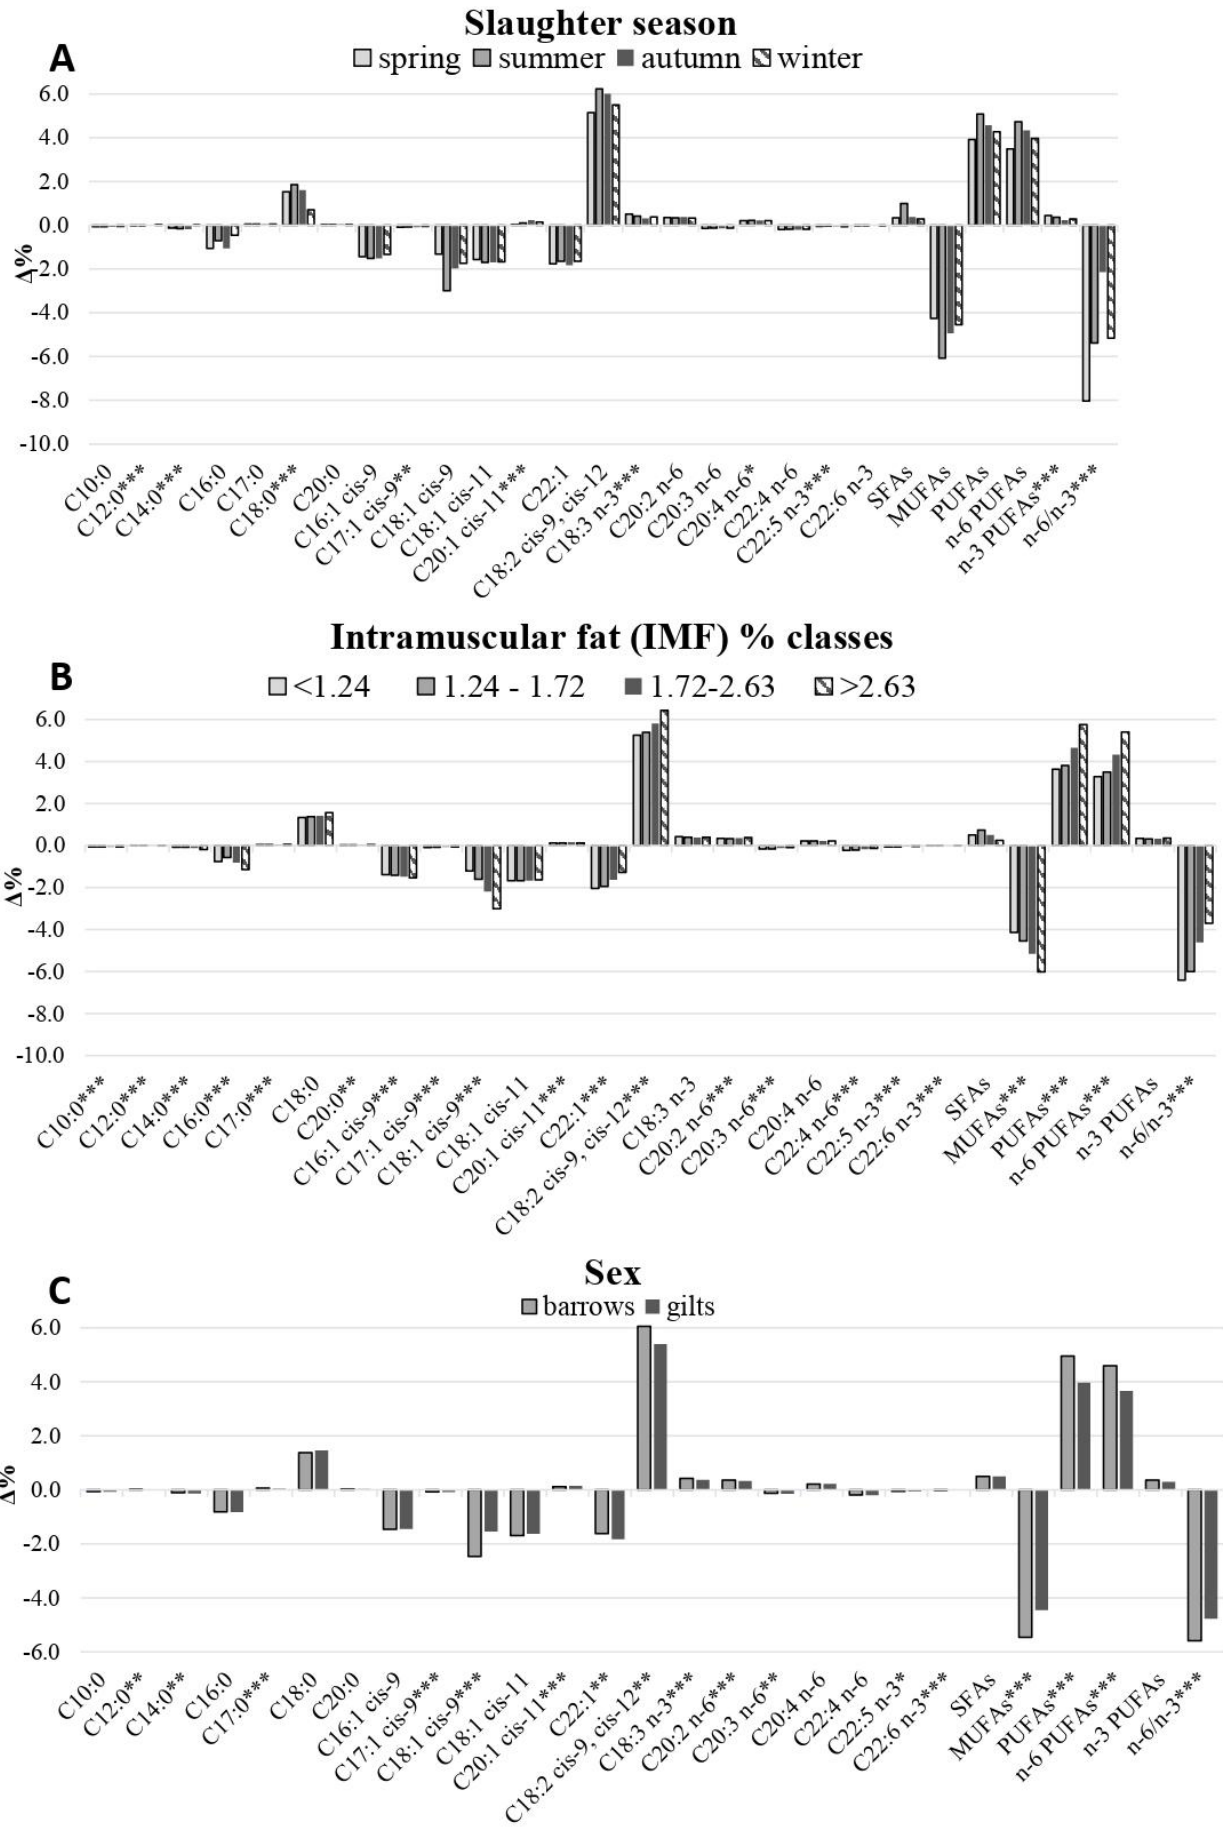 Slaughter season
A
spring summer autumn winter
6.0
4.0
2.0
0.0
-2.0
-4.0
-6.0
-8.0
-10.0
Δ%
C10:0
C12:0***
C14:0***
C16:0
C17:0
C18:0***
C20:0
C16:1 cis-9
C17:1 cis-9**
C18:1 cis-9
C18:1 cis-11
C20:1 cis-11***
C22:1
C18:2 cis-9, cis-12
C18:3 n-3***
C20:2 n-6
C20:3 n-6
C20:4 n-6*
C22:4 n-6
C22:5 n-3***
C22:6 n-3
SFAs
MUFAs
PUFAs
n-6 PUFAs
n-3 PUFAs***
n-6/n-3***
Intramuscular fat (IMF) % classes
B
<1.24 1.24 - 1.72 1.72-2.63 >2.63
6.0
4.0
2.0
0.0
-2.0
-4.0
-6.0
-8.0
-10.0
Δ%
C10:0***
C12:0***
C14:0***
C16:0***
C17:0***
C18:0
C20:0**
C16:1 cis-9***
C17:1 cis-9***
C18:1 cis-9***
C18:1 cis-11
C20:1 cis-11***
C22:1***
C18:2 cis-9, cis-12***
C18:3 n-3
C20:2 n-6***
C20:3 n-6***
C20:4 n-6
C22:4 n-6***
C22:5 n-3***
C22:6 n-3***
SFAs
MUFAs***
PUFAs***
n-6 PUFAs***
n-3 PUFAs
n-6/n-3***
Sex
C
barrows gilts
6.0
4.0
2.0
0.0
-2.0
-4.0
-6.0
Δ%
C10:0
C12:0**
C14:0**
C16:0
C17:0***
C18:0
C20:0
C16:1 cis-9
C17:1 cis-9***
C18:1 cis-9***
C18:1 cis-11
C20:1 cis-11***
C22:1**
C18:2 cis-9, cis-12**
C18:3 n-3***
C20:2 n-6***
C20:3 n-6**
C20:4 n-6
C22:4 n-6
C22:5 n-3*
C22:6 n-3***
SFAs
MUFAs***
PUFAs***
n-6 PUFAs***
n-3 PUFAs
n-6/n-3***